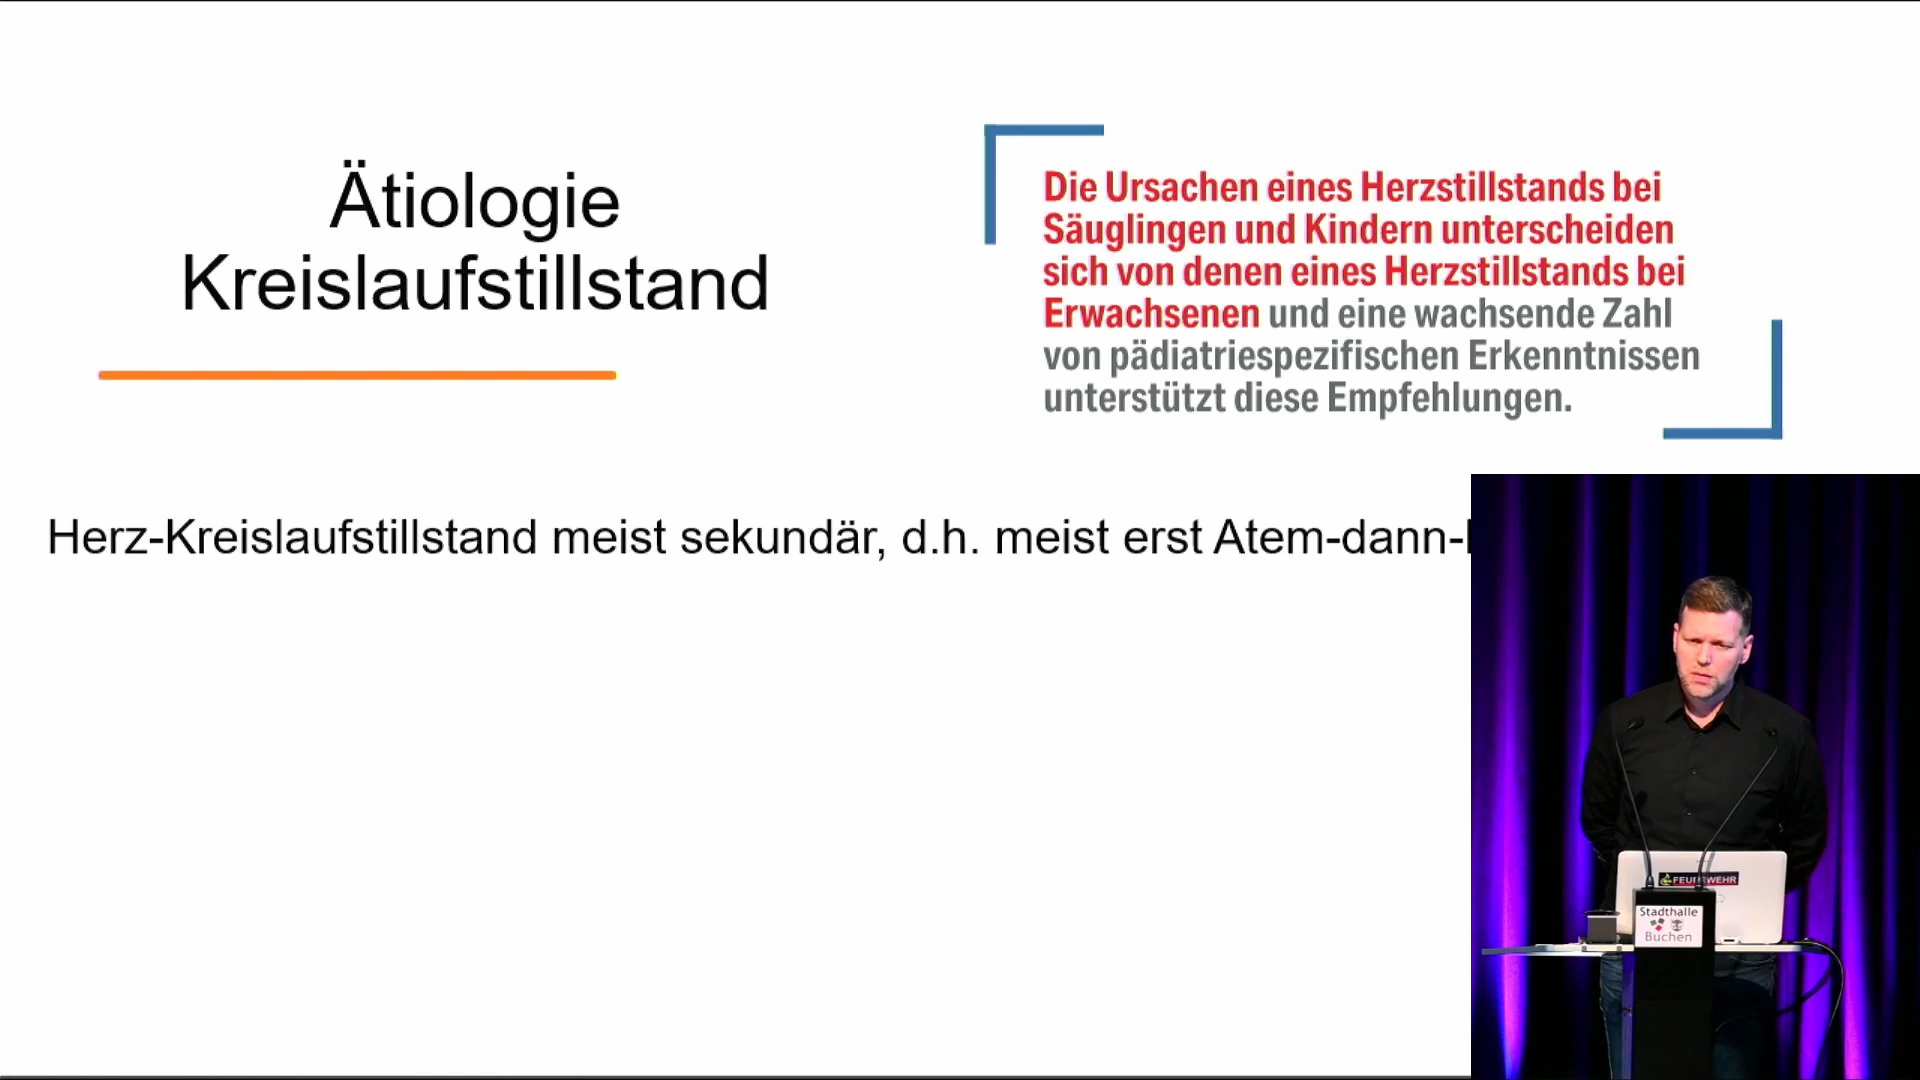 Ätiologie
Kreislaufstillstand
Die Ursachen eines Herzstillstands bei
Säuglingen und Kindern unterscheiden
sich von denen eines Herzstillstands bei
Erwachsenen und eine wachsende Zahl
von pädiatriespezifischen Erkenntnissen
unterstützt diese Empfehlungen.
Herz-Kreislaufstillstand meist sekundär, d.h. meist erst Atem-dann-
FEUERWEHR
Stadthalle
Buchen